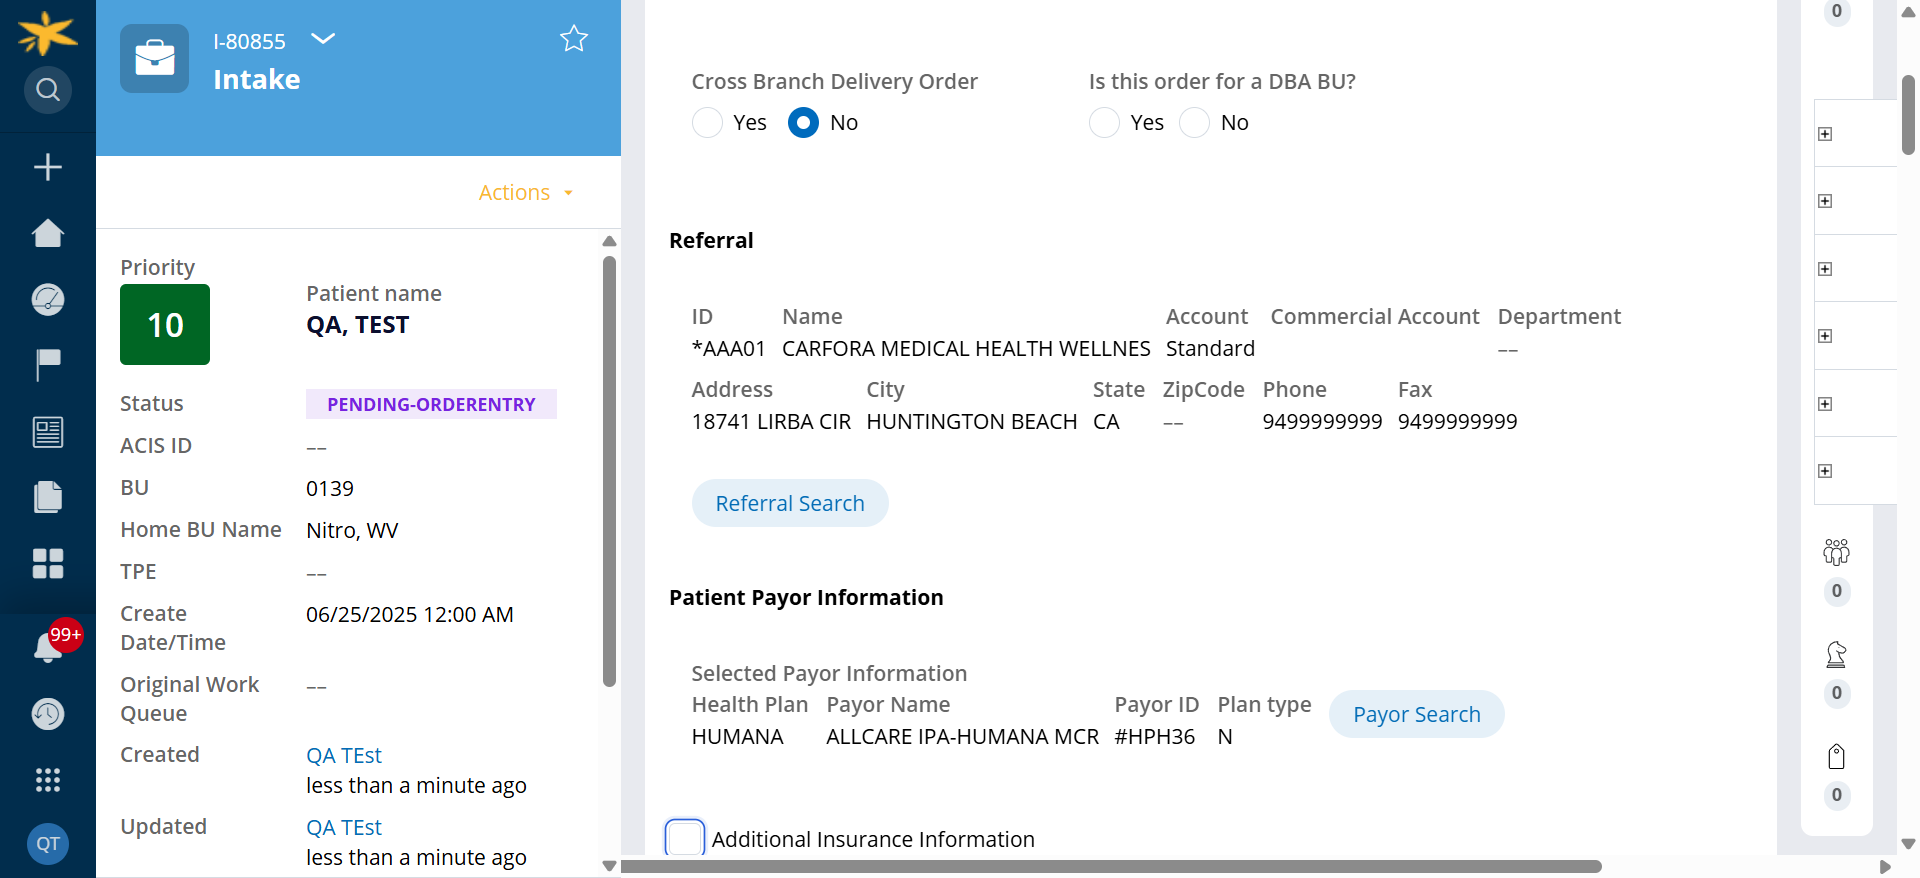 I-80855
Intake
Actions
Priority
10
Patient name
QA, TEST
Status
PENDING-ORDERENTRY
ACIS ID
––
BU
0139
Home BU Name
Nitro, WV
TPE
––
Create Date/Time
06/25/2025 12:00 AM
Original Work Queue
––
Created
QA TEst
less than a minute ago
Updated
QA TEst
less than a minute ago
99+
QT
Cross Branch Delivery Order
Yes No
Is this order for a DBA BU?
Yes No
Referral
ID Name Account Commercial Account Department
*AAA01 CARFORA MEDICAL HEALTH WELLNES Standard ––
Address City State ZipCode Phone Fax
18741 LIRBA CIR HUNTINGTON BEACH CA –– 9499999999 9499999999
Referral Search
Patient Payor Information
Selected Payor Information
Health Plan Payor Name Payor ID Plan type
HUMANA ALLCARE IPA-HUMANA MCR #HPH36 N
Payor Search
Additional Insurance Information
0
0
0
0